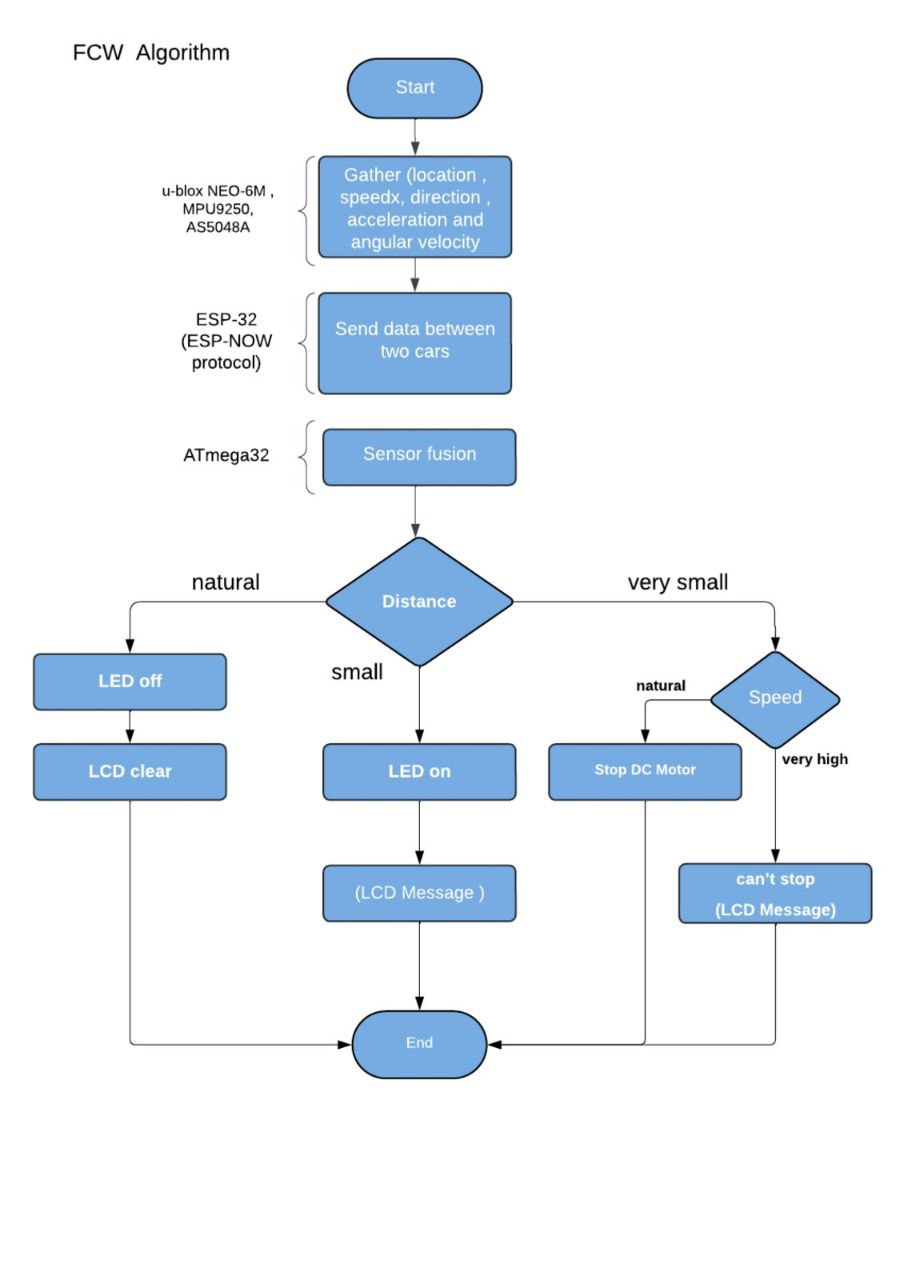 FCW Algorithm
Start
u-blox NEO-6M ,
MPU9250,
AS5048A
Gather (location ,
speedx, direction ,
acceleration and
angular velocity
ESP-32
(ESP-NOW
protocol)
Send data between
two cars
ATmega32
Sensor fusion
natural
Distance
very small
small
LED off
natural
Speed
very high
LCD clear
LED on
Stop DC Motor
(LCD Message )
can't stop
(LCD Message)
End